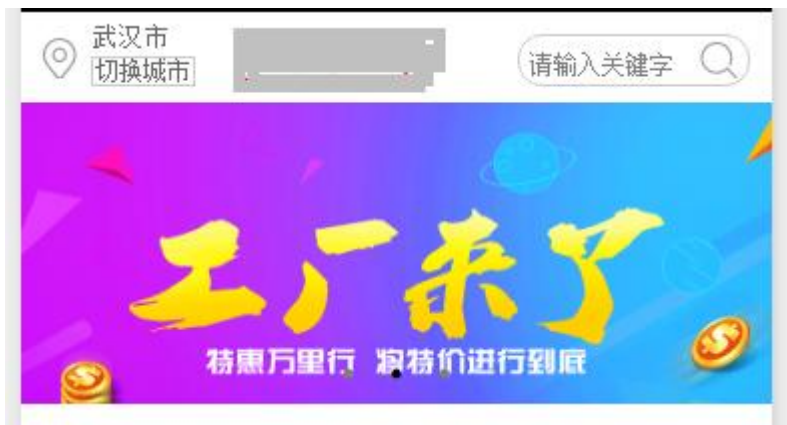 武汉市
切换城市
请输入关键字
工厂来了
特惠万里行 将特价进行到底